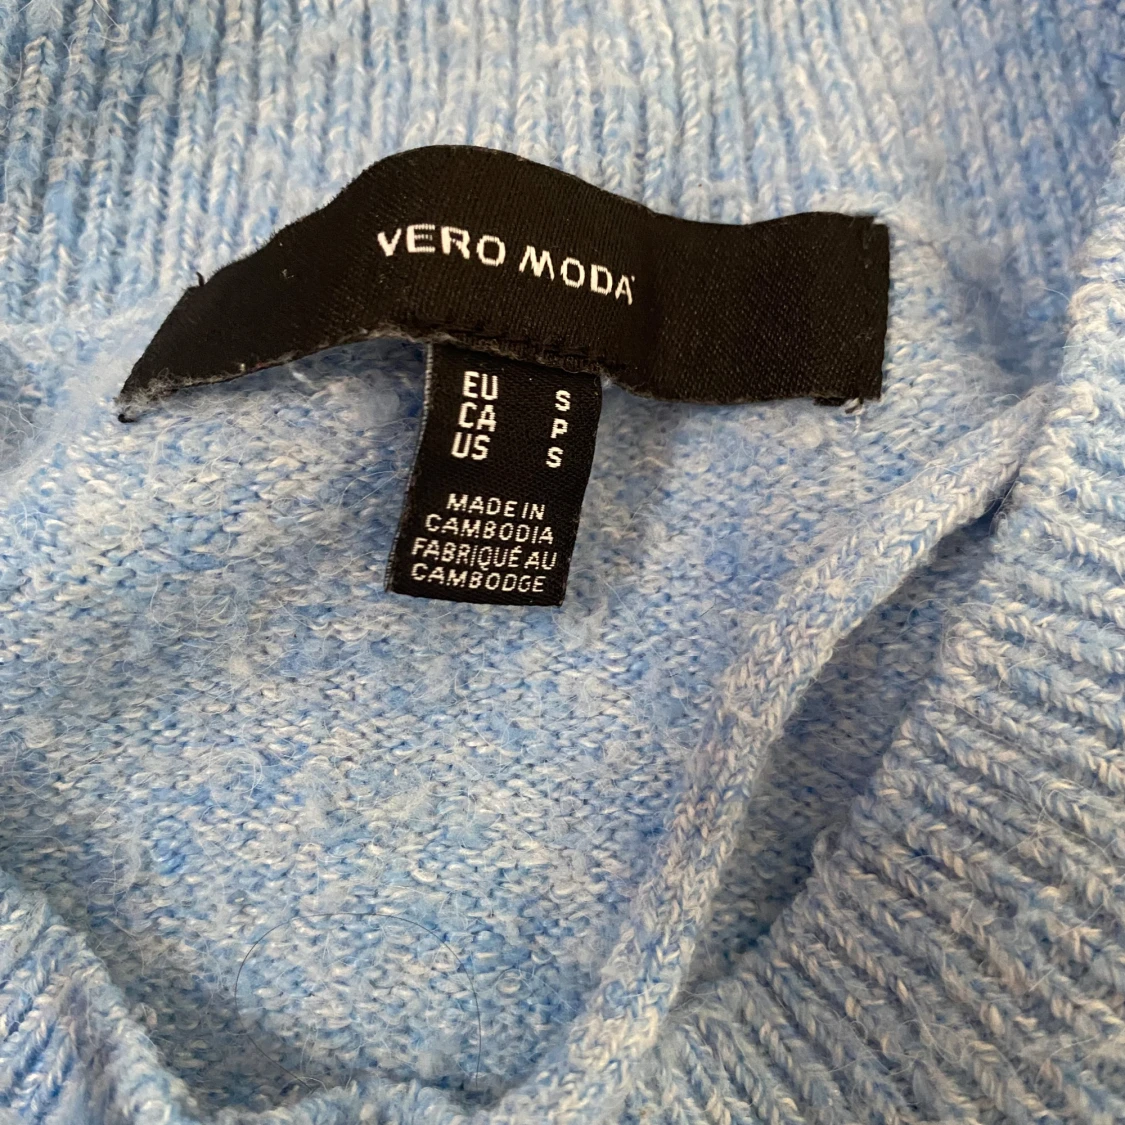 VERO MODA
EU S
CA P
US S
MADE IN
CAMBODIA
FABRIQUÉ AU
CAMBODGE